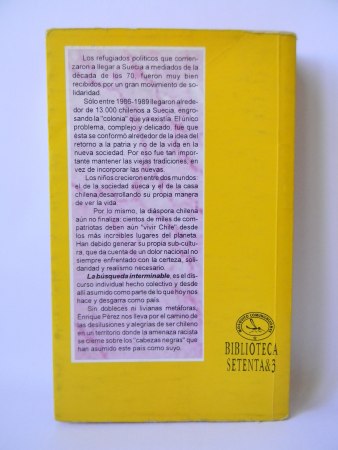 Los refugiados políticos que comien-
zaron a llegar a Suecia a mediados de la
década de los 70, fueron muy bien
recibidos por un gran movimiento de so-
lidaridad.
Sólo entre 1986-1989 llegaron alrede-
dor de 13.000 chilenos a Suecia, engro-
sando la "colonia" que ya existía. El único
problema, complejo y delicado, fue que
ésta se conformó alrededor de la idea del
retorno a la patria y no de la vida en la
nueva sociedad. Por eso fue tan impor-
tante mantener las viejas tradiciones, en
vez de incorporar las nuevas.
Los niños crecieron entre dos mundos:
el de la sociedad sueca y el de la casa
chilena, desarrollando su propia manera
de ver la vida.
Por lo mismo, la diáspora chilena
aún no finaliza: cientos de miles de com-
patriotas deben aún "vivir Chile" desde
los más increíbles lugares del planeta.
Han debido generar su propia sub-cultu-
ra, que da cuenta de un dolor nacional no
siempre enfrentado con la certeza, soli-
daridad y realismo necesario.
La búsqueda interminable, es el dis-
curso individual hecho colectivo y desde
allí asumido como parte de lo que hoy nos
hace y desgarra como país.
Sin dobleces ni livianas metáforas,
Enrique Pérez nos lleva por el camino de
las desilusiones y alegrías de ser chileno
en un territorio donde la amenaza racista
se cierne sobre los "cabezas negras" que
han asumido este país como suyo.
BIBLIOTECA
SETENTA&3